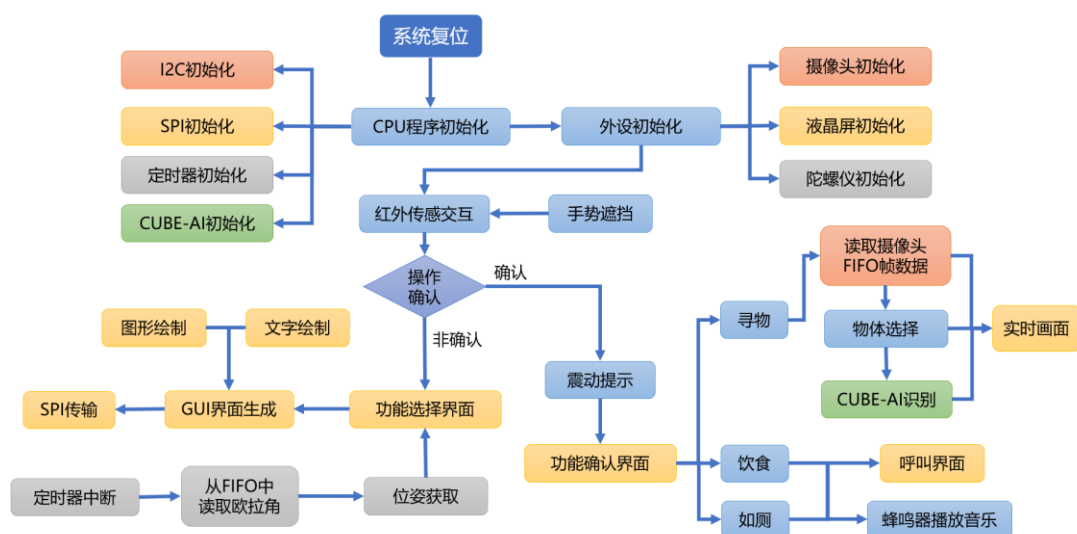 系统复位
I2C初始化
摄像头初始化
SPI初始化
CPU程序初始化
外设初始化
液晶屏初始化
定时器初始化
陀螺仪初始化
CUBE-AI初始化
红外传感交互
手势遮挡
操作
确认
确认
非确认
读取摄像头
FIFO帧数据
寻物
物体选择
实时画面
图形绘制
文字绘制
震动提示
CUBE-AI识别
SPI传输
GUI界面生成
功能选择界面
功能确认界面
饮食
呼叫界面
定时器中断
从FIFO中
读取欧拉角
位姿获取
如厕
蜂鸣器播放音乐